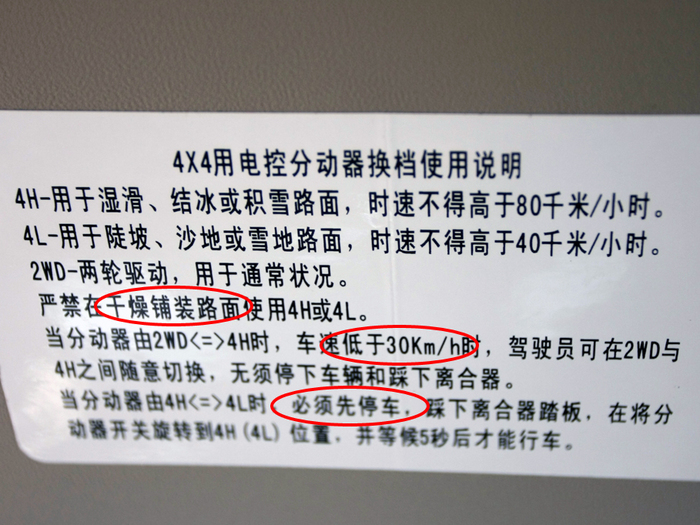 4X4用电控分动器换档使用说明
4H-用于湿滑、结冰或积雪路面，时速不得高于80千米/小时。
4L-用于陡坡、沙地或雪地路面，时速不得高于40千米/小时。
2WD-两轮驱动，用于通常状况。
严禁在干燥铺装路面使用4H或4L。
当分动器由2WD<=>4H时，车速低于30Km/h时，驾驶员可在2WD与
4H之间随意切换，无须停下车辆和踩下离合器。
当分动器由4H<=>4L时，必须先停车，踩下离合器踏板，在将分
动器开关旋转到4H(4L)位置，并等候5秒后才能行车。